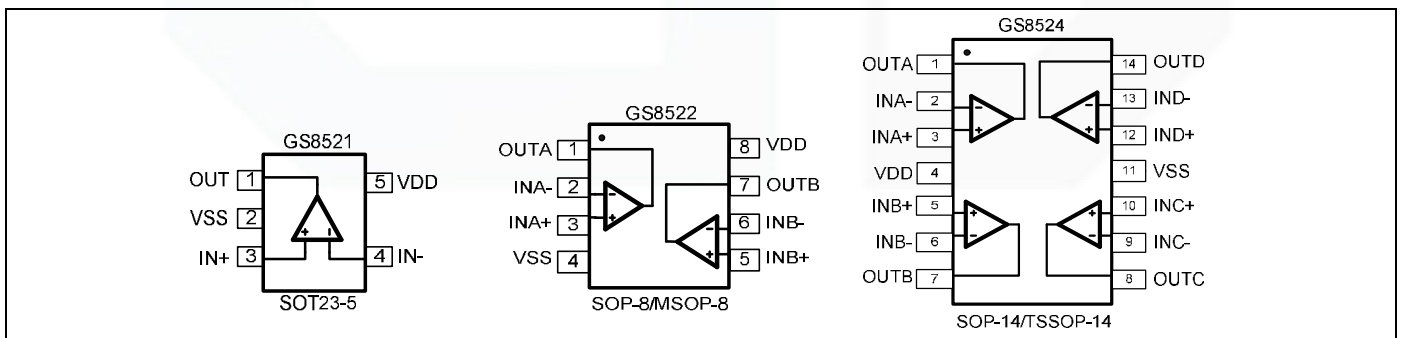 GS8521
OUT 1
5 VDD
VSS 2
IN+ 3
4 IN-
+ -
SOT23-5
GS8522
OUTA 1
8 VDD
INA- 2
7 OUTB
INA+ 3
6 INB-
VSS 4
5 INB+
- +
- +
SOP-8/MSOP-8
GS8524
OUTA 1
14 OUTD
INA- 2
13 IND-
INA+ 3
12 IND+
VDD 4
11 VSS
INB+ 5
10 INC+
INB- 6
9 INC-
OUTB 7
8 OUTC
- +
- +
+ -
+ -
SOP-14/TSSOP-14